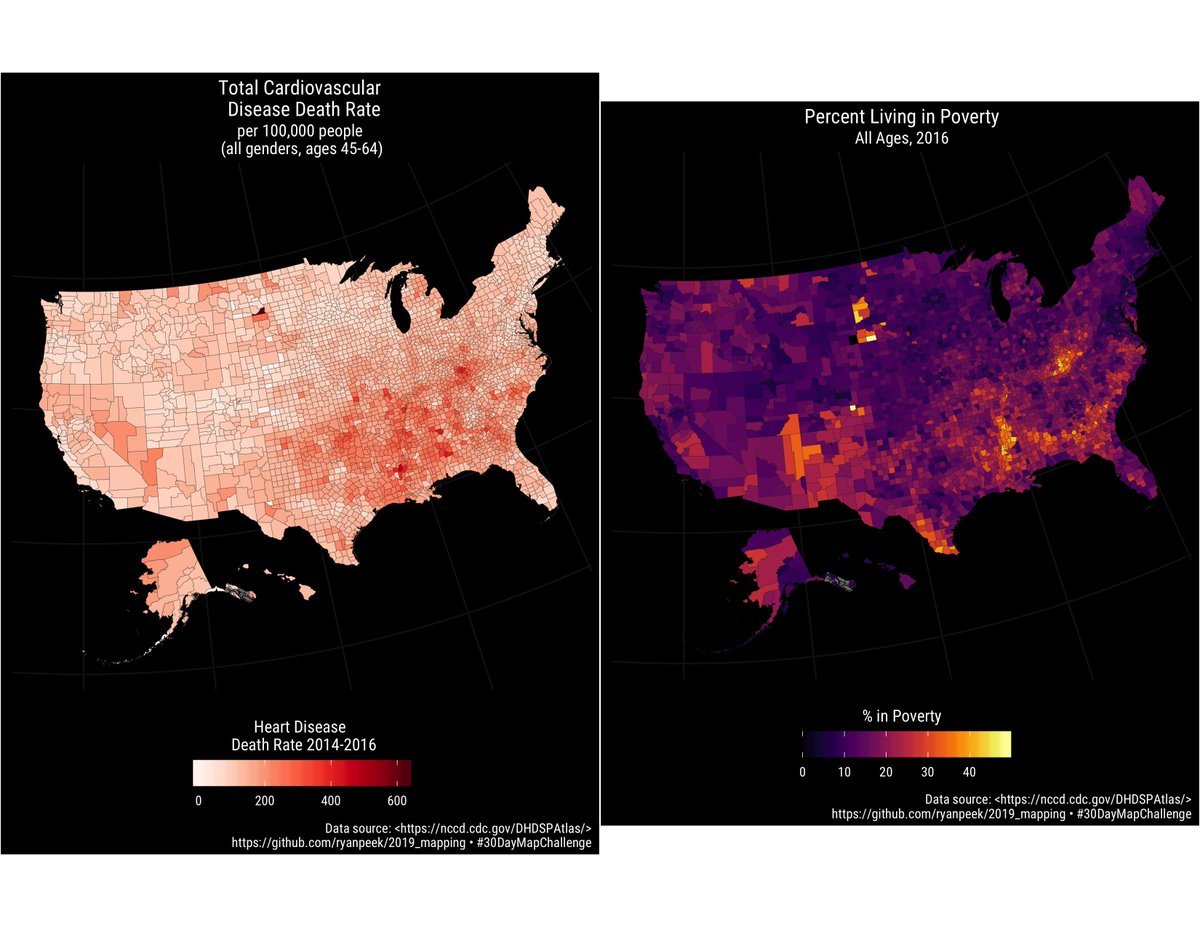 Total Cardiovascular
Disease Death Rate
per 100,000 people
(all genders, ages 45-64)
Heart Disease
Death Rate 2014-2016
0 200 400 600
Data source: <https://nccd.cdc.gov/DHDSPAtlas/>
https://github.com/ryanpeek/2019_mapping • #30DayMapChallenge
Percent Living in Poverty
All Ages, 2016
% in Poverty
0 10 20 30 40
Data source: <https://nccd.cdc.gov/DHDSPAtlas/>
https://github.com/ryanpeek/2019_mapping • #30DayMapChallenge